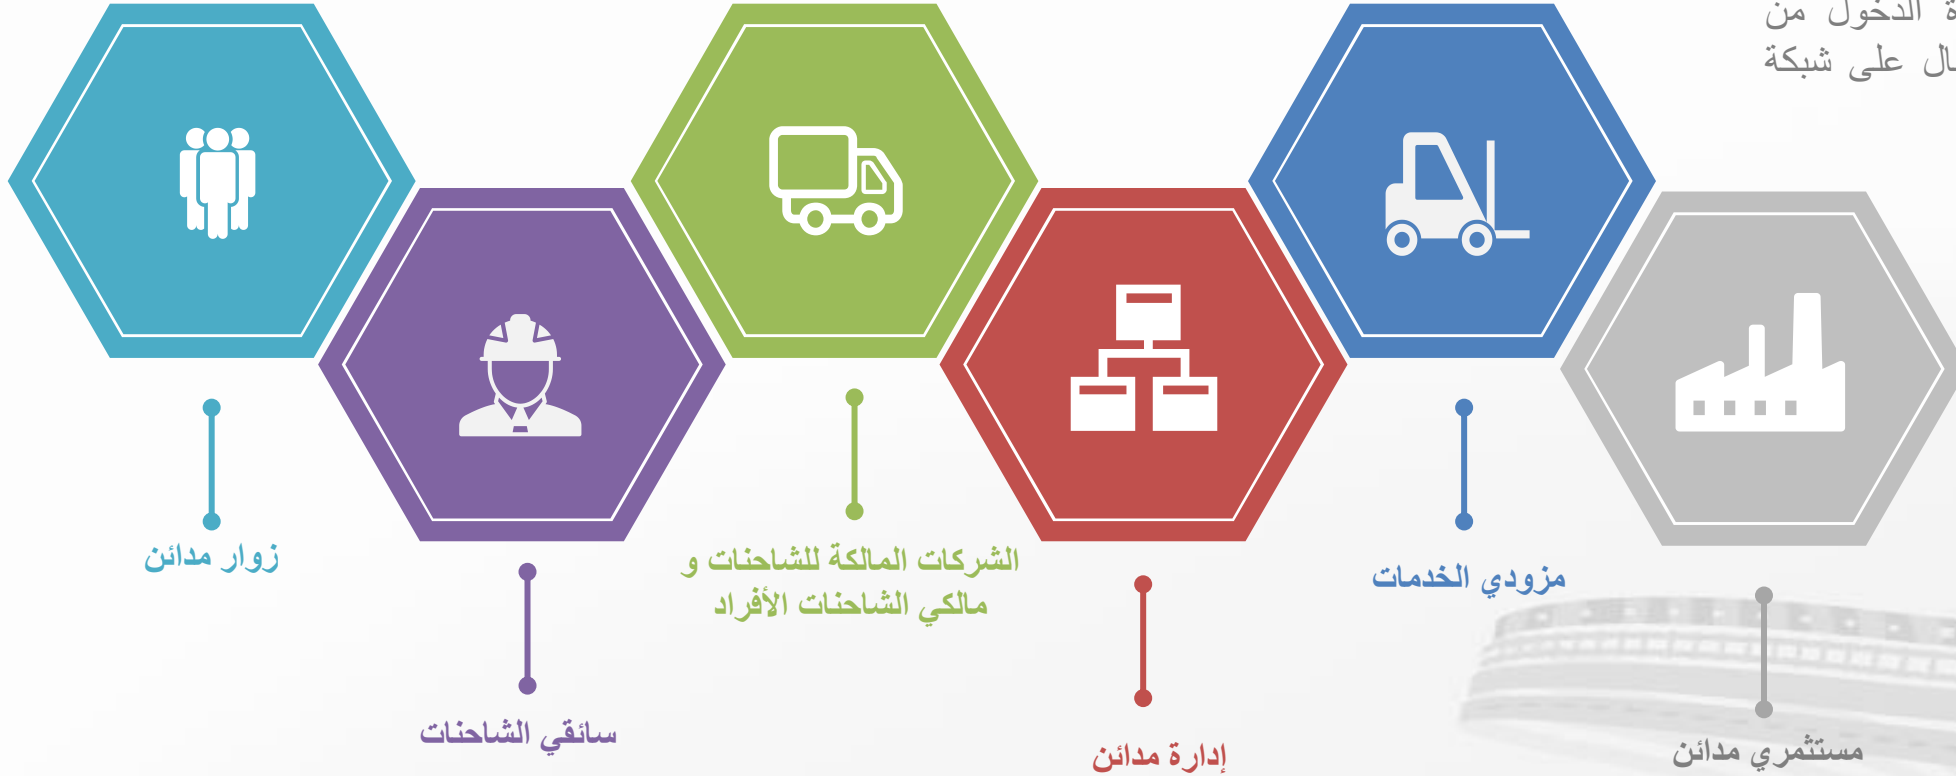 الدخول من
على شبكة
مستثمري مدائن
مزودي الخدمات
إدارة مدائن
الشركات المالكة للشاحنات و
مالكي الشاحنات الأفراد
سائقي الشاحنات
زوار مدائن